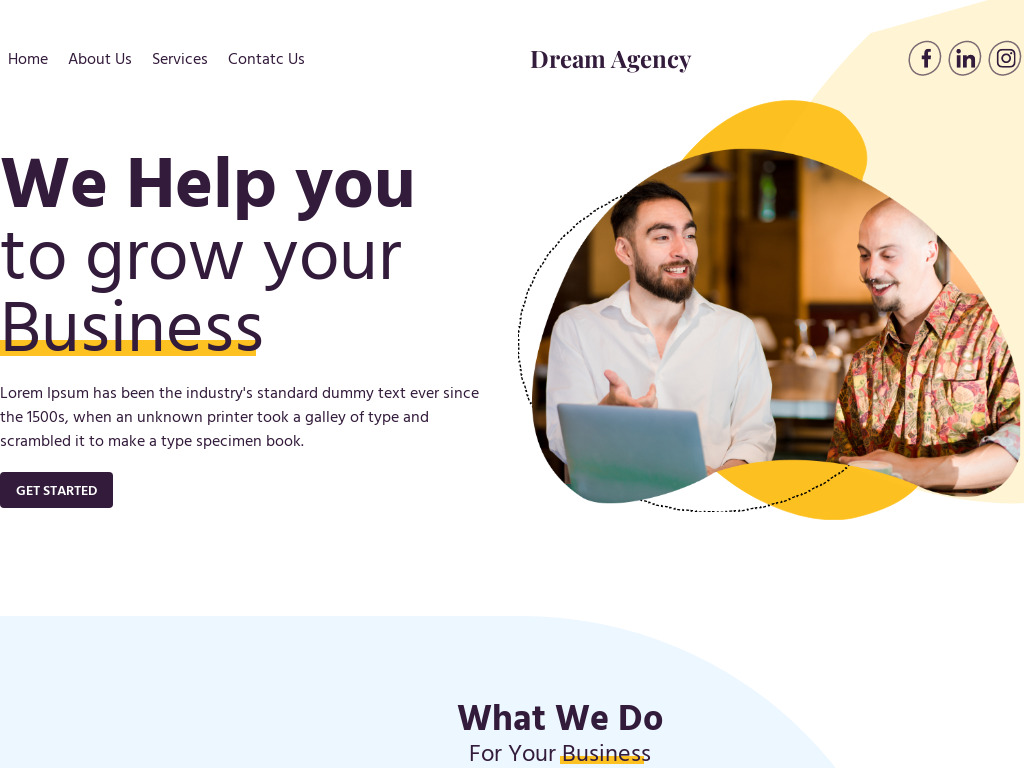 Home About Us Services Contatc Us
Dream Agency
We Help you
to grow your
Business
Lorem Ipsum has been the industry's standard dummy text ever since
the 1500s, when an unknown printer took a galley of type and
scrambled it to make a type specimen book.
GET STARTED
What We Do
For Your Business